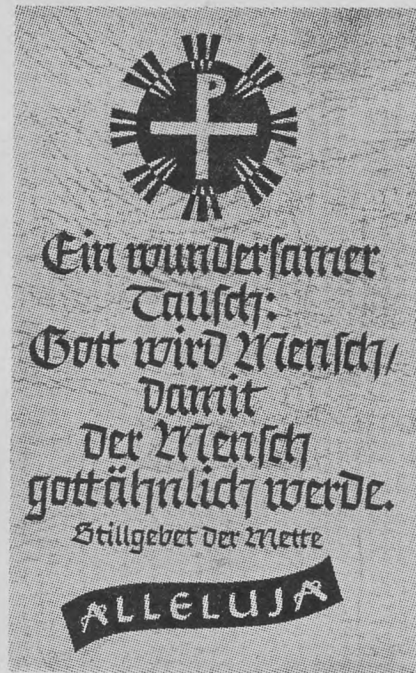 Ein wundersamer
Tausch:
Gott wird Mensch/
damit
der Mensch
gottähnlich werde.
Stillgebet der Mette
ALLELUJA